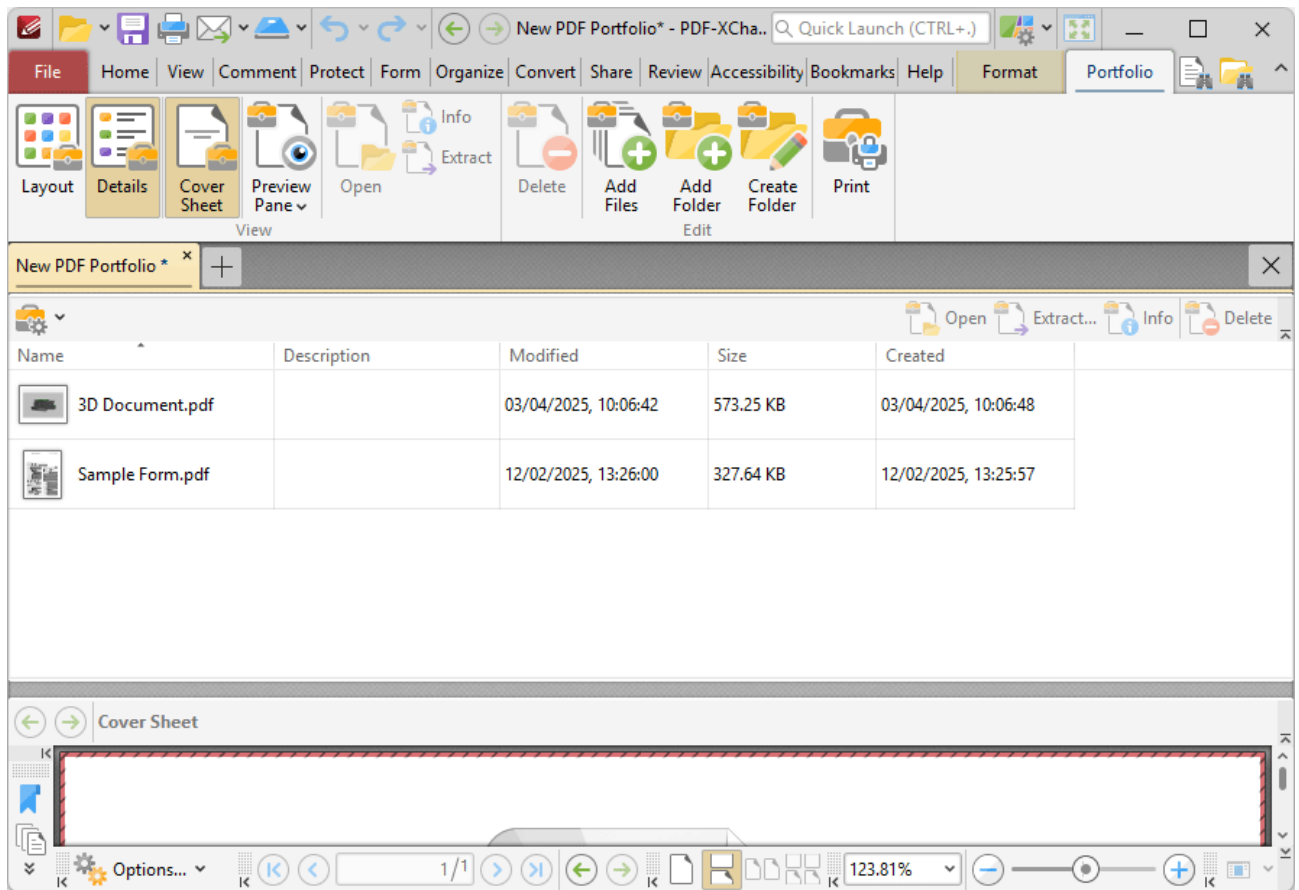 New PDF Portfolio* - PDF-XCha.. Quick Launch (CTRL+.)
File Home View Comment Protect Form Organize Convert Share Review Accessibility Bookmarks Help Format Portfolio
Info
Extract
Layout Details Cover Sheet Preview Pane Open Delete Add Files Add Folder Create Folder Print
View Edit
New PDF Portfolio *
Open Extract... Info Delete
Name Description Modified Size Created
3D Document.pdf 03/04/2025, 10:06:42 573.25 KB 03/04/2025, 10:06:48
Sample Form.pdf 12/02/2025, 13:26:00 327.64 KB 12/02/2025, 13:25:57
Cover Sheet
Options... 1/1 123.81%